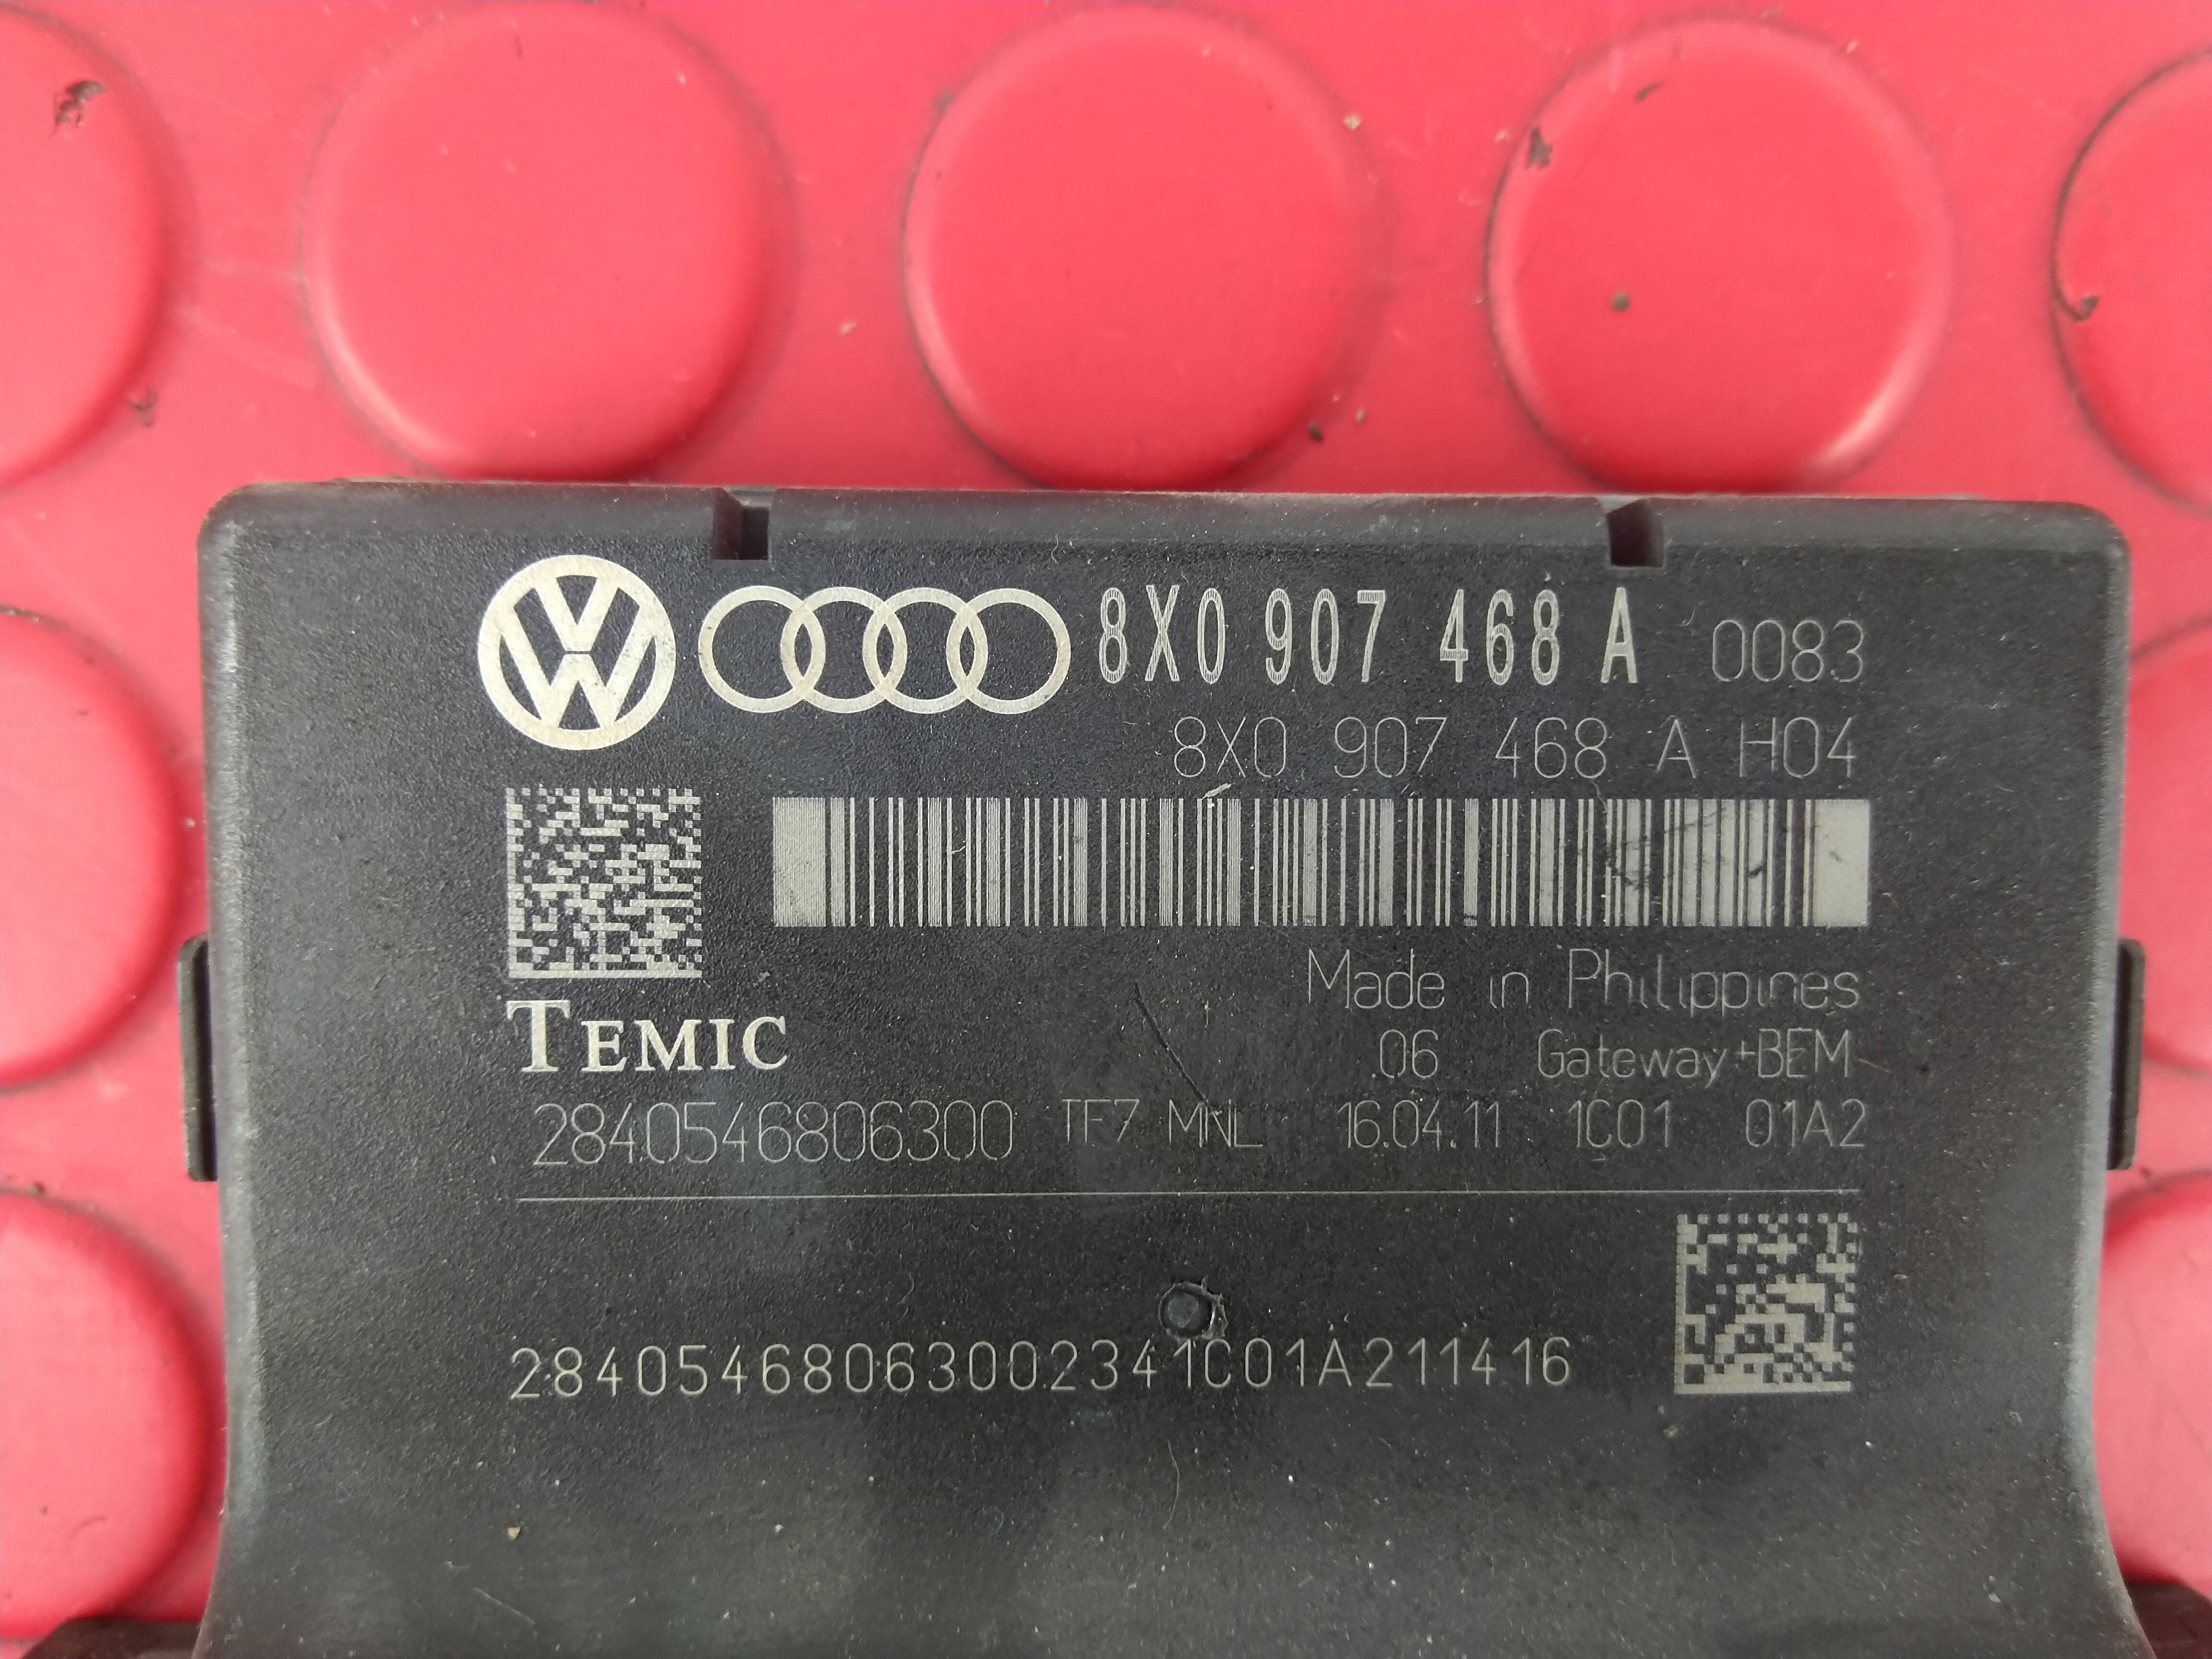 8X0 907 468 A 0083
8X0 907 468 A H04
Made in Philippines
TEMIC
.06 Gateway+BEM
2840546806300 TF7 MNL 16.04.11 1C01 01A2
28405468063002341C01A211416